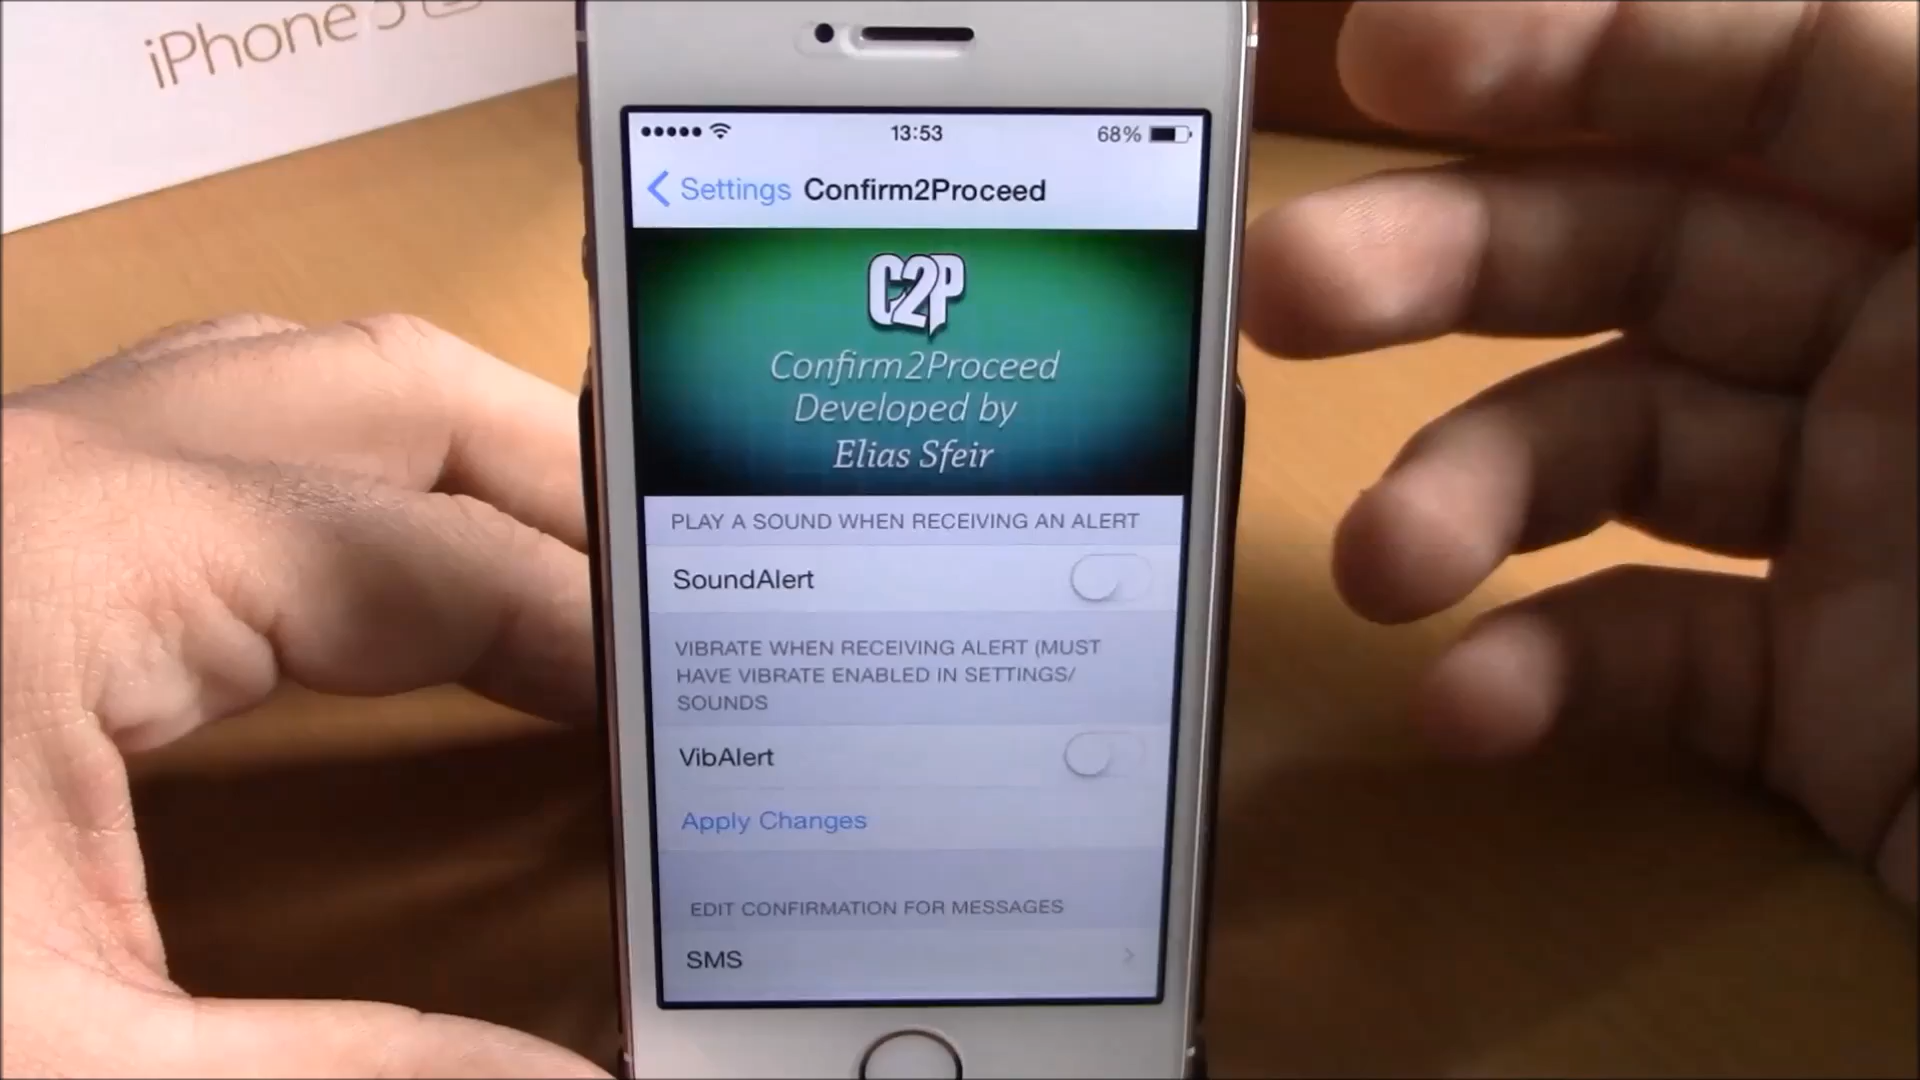 iPhone 5
13:53
68%
Settings Confirm2Proceed
C2P
Confirm2Proceed
Developed by
Elias Sfeir
PLAY A SOUND WHEN RECEIVING AN ALERT
SoundAlert
VIBRATE WHEN RECEIVING ALERT (MUST
HAVE VIBRATE ENABLED IN SETTINGS/
SOUNDS
VibAlert
Apply Changes
EDIT CONFIRMATION FOR MESSAGES
SMS